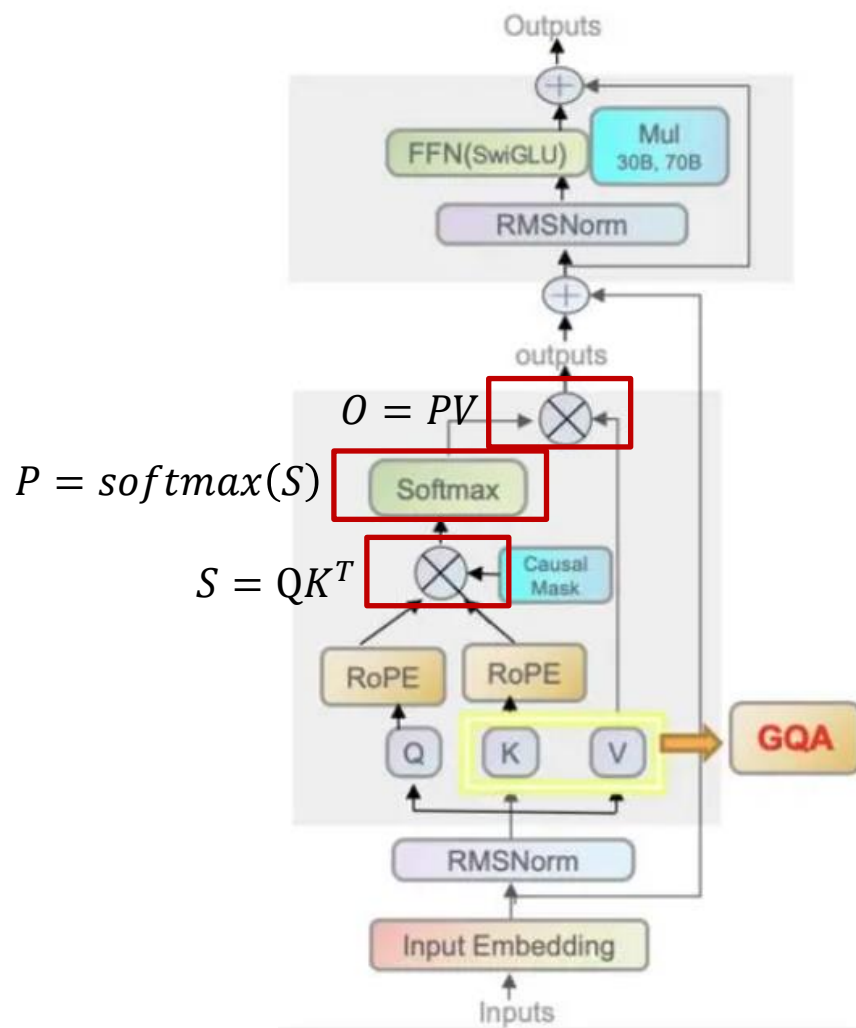 Outputs
FFN(SwiGLU)
Mul
30B, 70B
RMSNorm
outputs
O = PV
P = softmax(S)
Softmax
S = QK^T
Causal
Mask
RoPE
RoPE
Q
K
V
GQA
RMSNorm
Input Embedding
Inputs